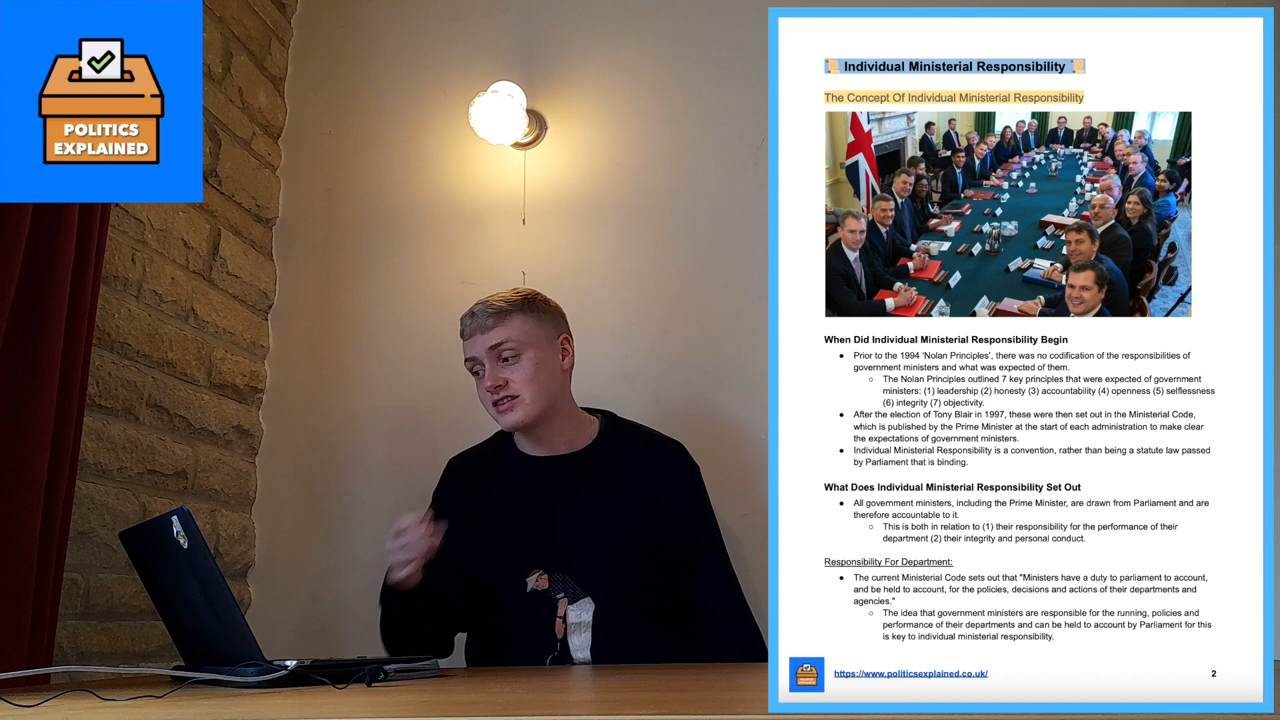 POLITICS
EXPLAINED
Individual Ministerial Responsibility
The Concept Of Individual Ministerial Responsibility
When Did Individual Ministerial Responsibility Begin
● Prior to the 1994 'Nolan Principles', there was no codification of the responsibilities of
government ministers and what was expected of them.
○ The Nolan Principles outlined 7 key principles that were expected of government
ministers: (1) leadership (2) honesty (3) accountability (4) openness (5) selflessness
(6) integrity (7) objectivity.
● After the election of Tony Blair in 1997, these were then set out in the Ministerial Code,
which is published by the Prime Minister at the start of each administration to make clear
the expectations of government ministers.
● Individual Ministerial Responsibility is a convention, rather than being a statute law passed
by Parliament that is binding.
What Does Individual Ministerial Responsibility Set Out
● All government ministers, including the Prime Minister, are drawn from Parliament and are
therefore accountable to it.
○ This is both in relation to (1) their responsibility for the performance of their
department (2) their integrity and personal conduct.
Responsibility For Department:
● The current Ministerial Code sets out that "Ministers have a duty to parliament to account,
and be held to account, for the policies, decisions and actions of their departments and
agencies."
○ The idea that government ministers are responsible for the running, policies and
performance of their departments and can be held to account by Parliament for this
is key to individual ministerial responsibility.
https://www.politicsexplained.co.uk/
2